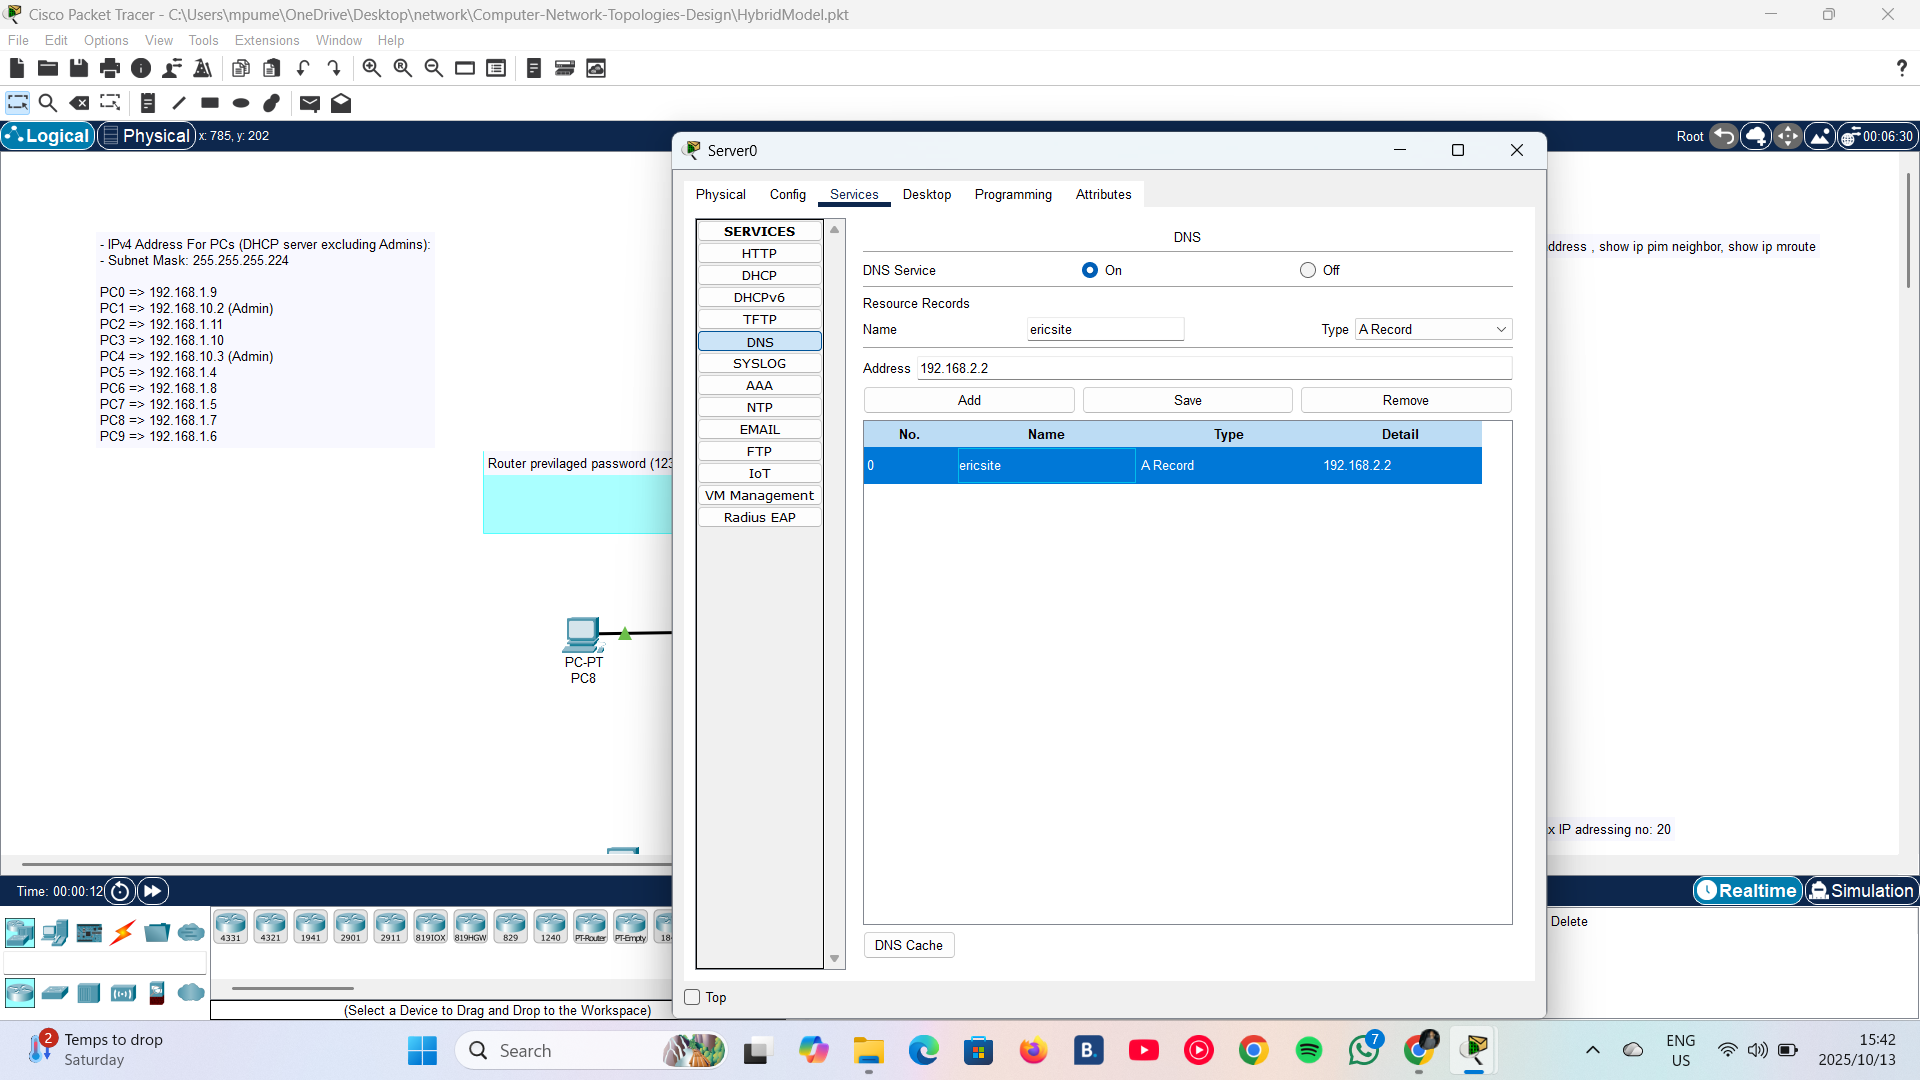 Cisco Packet Tracer - C:\Users\mpume\OneDrive\Desktop\network\Computer-Network-Topologies-Design\HybridModel.pkt
File Edit Options View Tools Extensions Window Help
?
Logical Physical x: 785, y: 202
Root 00:06:30
- IPv4 Address For PCs (DHCP server excluding Admins):
- Subnet Mask: 255.255.255.224
PC0 => 192.168.1.9
PC1 => 192.168.10.2 (Admin)
PC2 => 192.168.1.11
PC3 => 192.168.1.10
PC4 => 192.168.10.3 (Admin)
PC5 => 192.168.1.4
PC6 => 192.168.1.8
PC7 => 192.168.1.5
PC8 => 192.168.1.7
PC9 => 192.168.1.6
Router previlaged password (123
PC-PT
PC8
Server0
Physical Config Services Desktop Programming Attributes
SERVICES
HTTP
DHCP
DHCPv6
TFTP
DNS
SYSLOG
AAA
NTP
EMAIL
FTP
IoT
VM Management
Radius EAP
DNS
DNS Service On Off
Resource Records
Name ericsite Type A Record
Address 192.168.2.2
Add Save Remove
No. Name Type Detail
0 ericsite A Record 192.168.2.2
DNS Cache
Top
ddress , show ip pim neighbor, show ip mroute
x IP adressing no: 20
Time: 00:00:12
Realtime Simulation
4331 4321 1941 2901 2911 819IOX 819HGW 829 1240 PT-Router PT-Empty 18
(Select a Device to Drag and Drop to the Workspace)
Delete
2
Temps to drop
Saturday
Search
B.
7
ENG
US
15:42
2025/10/13